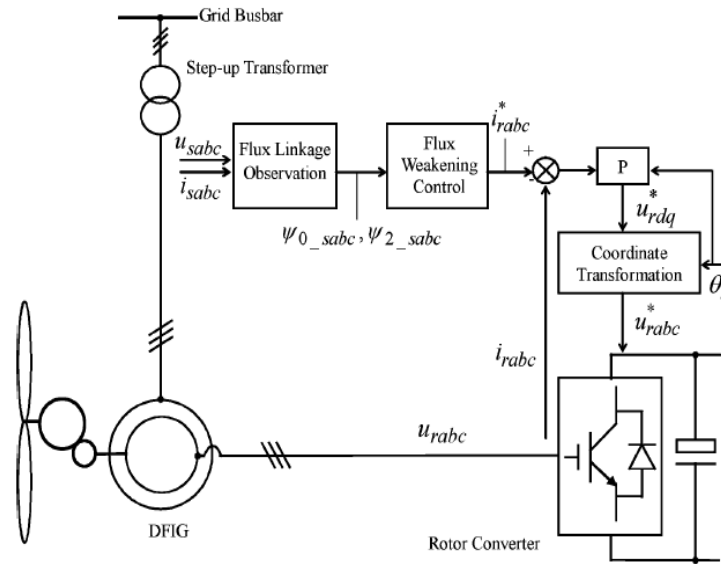 Grid Busbar
Step-up Transformer
u_sabc
i_sabc
Flux Linkage
Observation
ψ_0_sabc, ψ_2_sabc
Flux
Weakening
Control
i*_rabc
+
-
P
u*_rdq
Coordinate
Transformation
θ
u*_rabc
i_rabc
u_rabc
DFIG
Rotor Converter